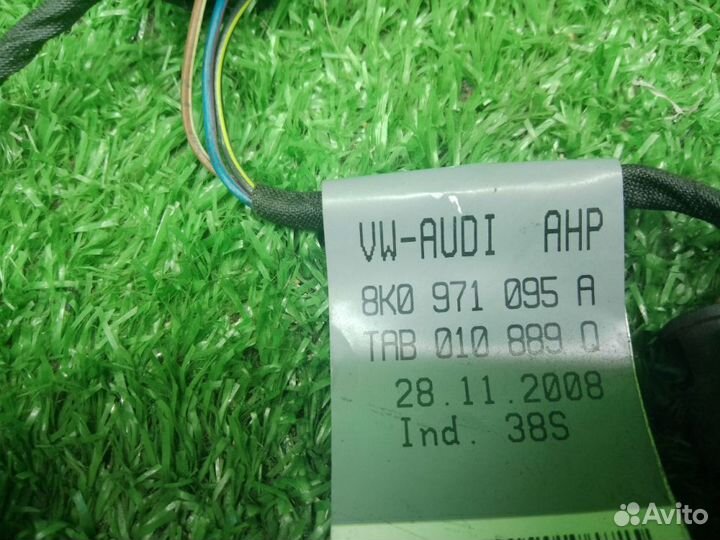 VW-AUDI AHP
8K0 971 095 A
TAB 010 889 Q
28.11.2008
Ind. 38S
Avito